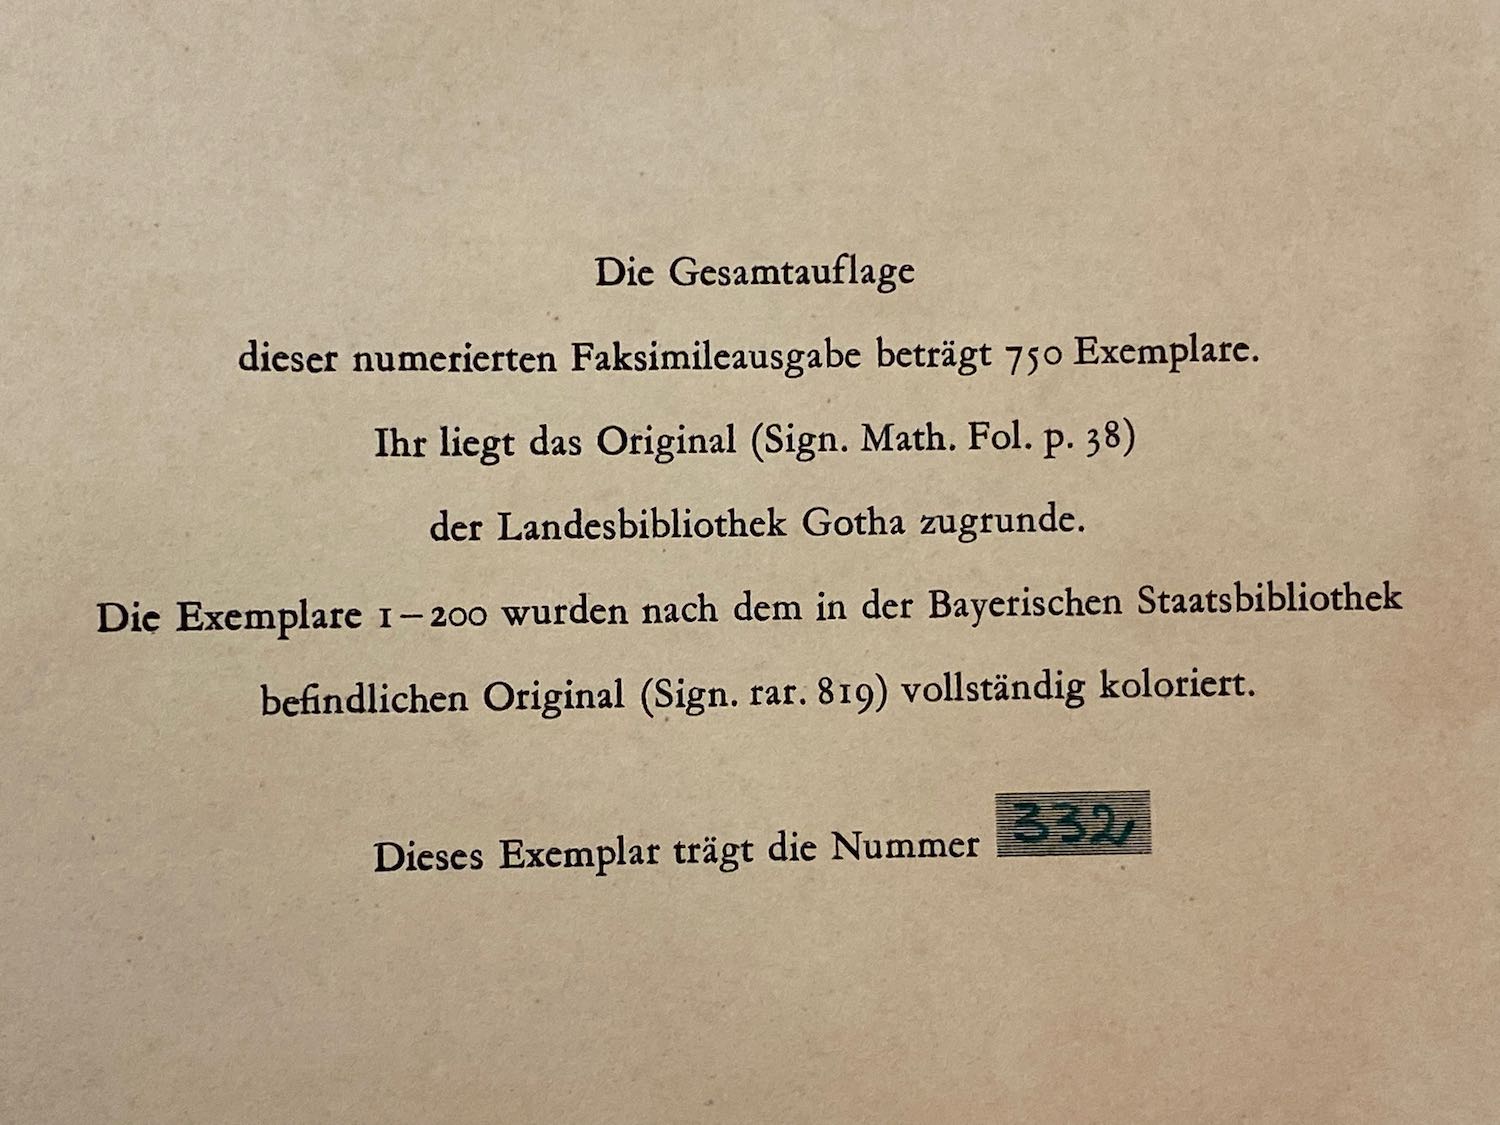 Die Gesamtauflage
dieser numerierten Faksimileausgabe beträgt 750 Exemplare.
Ihr liegt das Original (Sign. Math. Fol. p. 38)
der Landesbibliothek Gotha zugrunde.
Die Exemplare 1–200 wurden nach dem in der Bayerischen Staatsbibliothek
befindlichen Original (Sign. rar. 819) vollständig koloriert.
Dieses Exemplar trägt die Nummer 332